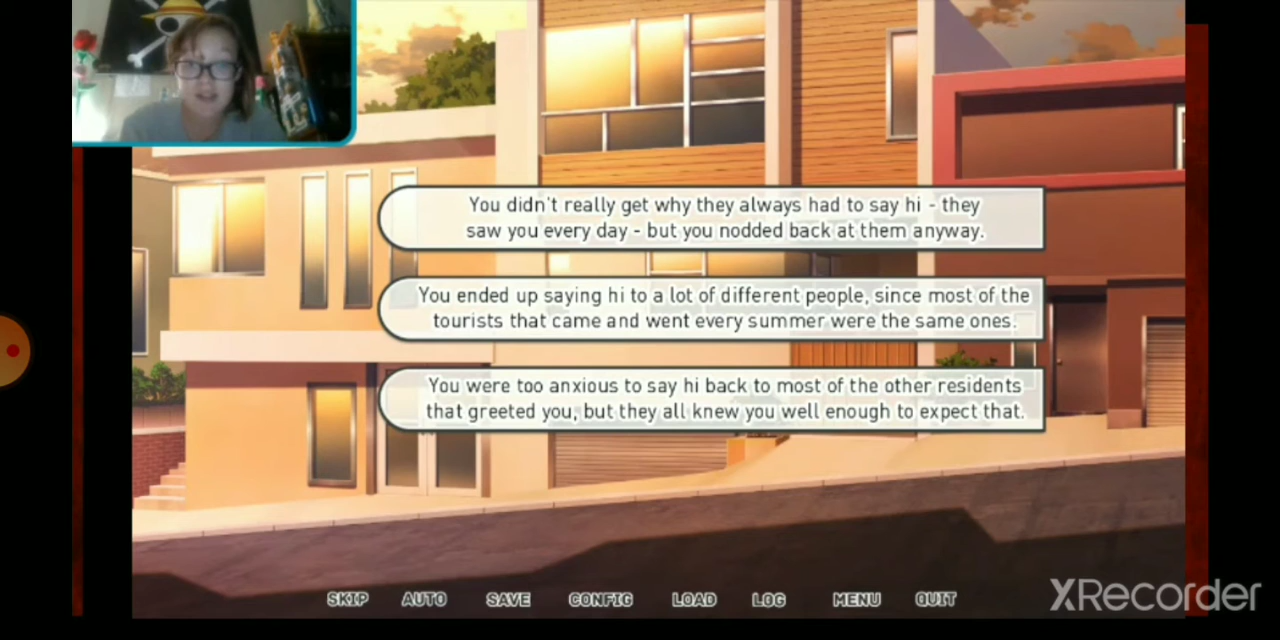 You didn't really get why they always had to say hi - they
saw you every day - but you nodded back at them anyway.
You ended up saying hi to a lot of different people, since most of the
tourists that came and went every summer were the same ones.
You were too anxious to say hi back to most of the other residents
that greeted you, but they all knew you well enough to expect that.
SKIP AUTO SAVE CONFIG LOAD LOG MENU QUIT
XRecorder